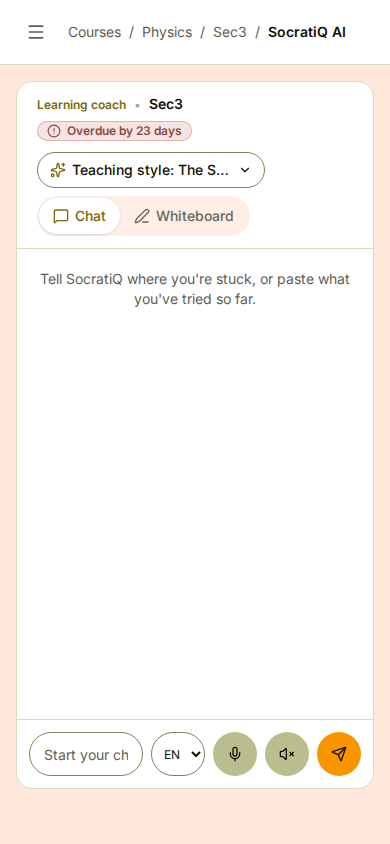 Courses / Physics / Sec3 / SocratiQ AI
Learning coach • Sec3
Overdue by 23 days
Teaching style: The S...
Chat
Whiteboard
Tell SocratiQ where you're stuck, or paste what
you've tried so far.
Start your ch
EN